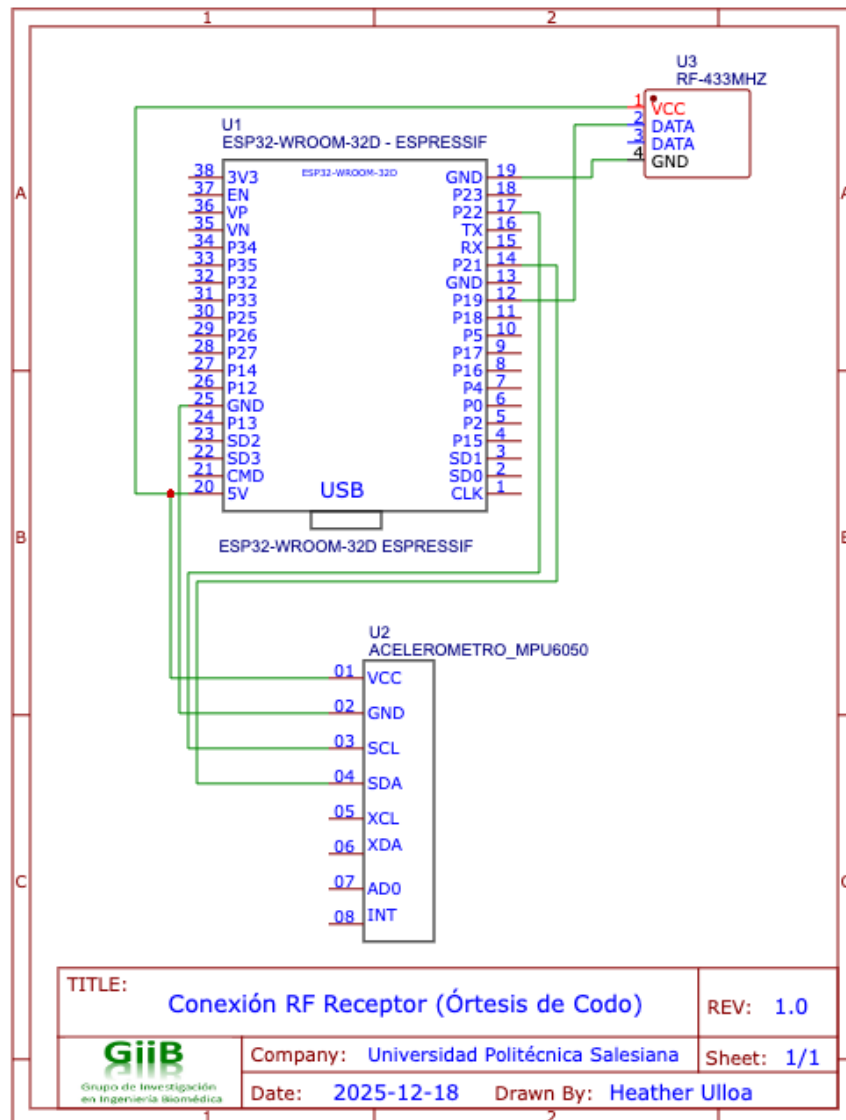 1 2
U3
RF-433MHZ
1 VCC
2 DATA
3 DATA
4 GND
U1
ESP32-WROOM-32D - ESPRESSIF
ESP32-WROOM-32D
38 3V3 GND 19
37 EN P23 18
36 VP P22 17
35 VN TX 16
34 P34 RX 15
33 P35 P21 14
32 P32 GND 13
31 P33 P19 12
30 P25 P18 11
29 P26 P5 10
28 P27 P17 9
27 P14 P16 8
26 P12 P4 7
25 GND P0 6
24 P13 P2 5
23 SD2 P15 4
22 SD3 SD1 3
21 CMD SD0 2
20 5V CLK 1
USB
ESP32-WROOM-32D ESPRESSIF
A A
B B
U2
ACELEROMETRO_MPU6050
01 VCC
02 GND
03 SCL
04 SDA
05 XCL
06 XDA
07 AD0
08 INT
C C
TITLE:
Conexión RF Receptor (Órtesis de Codo)
REV: 1.0
GiiB
Grupo de Investigación
en Ingeniería Biomédica
Company: Universidad Politécnica Salesiana
Sheet: 1/1
Date: 2025-12-18 Drawn By: Heather Ulloa
1 2